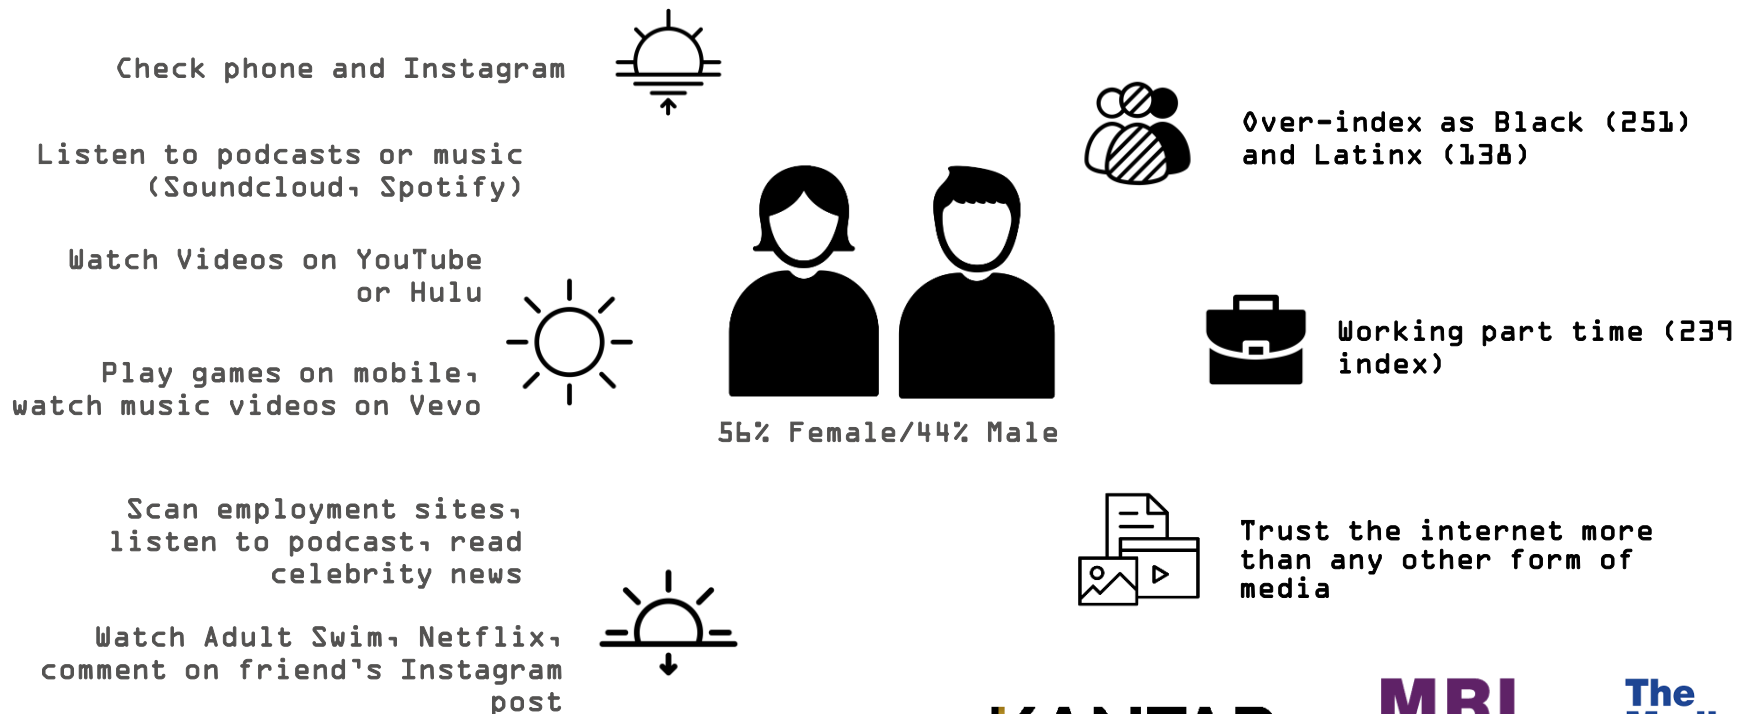 Check phone and Instagram
Listen to podcasts or music
(Soundcloud, Spotify)
Watch Videos on YouTube
or Hulu
Play games on mobile,
watch music videos on Vevo
Scan employment sites,
listen to podcast, read
celebrity news
Watch Adult Swim, Netflix,
comment on friend's Instagram
post
56% Female/44% Male
Over-index as Black (251)
and Latinx (138)
Working part time (239
index)
Trust the internet more
than any other form of
media
KANTAR
MRI
The